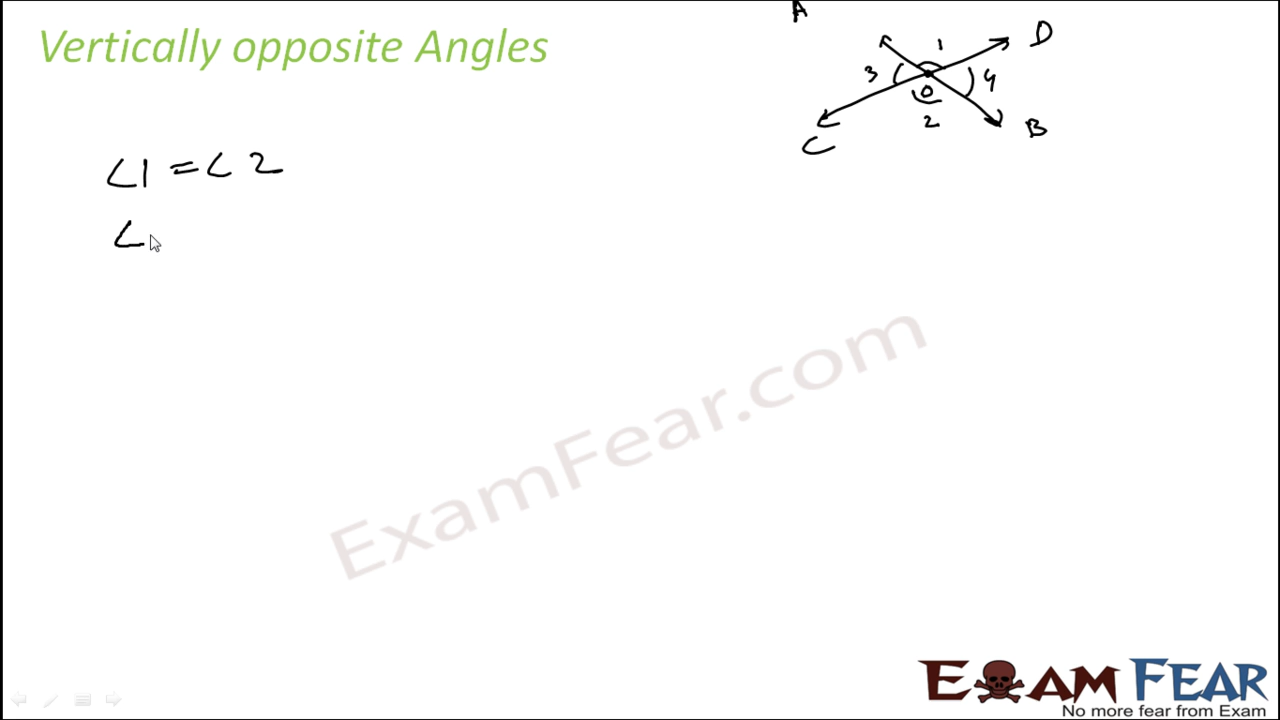 Vertically opposite Angles
A
1
D
3
O
4
2
B
C
∠1 = ∠2
∠
ExamFear.com
EXAM FEAR
No more fear from Exam